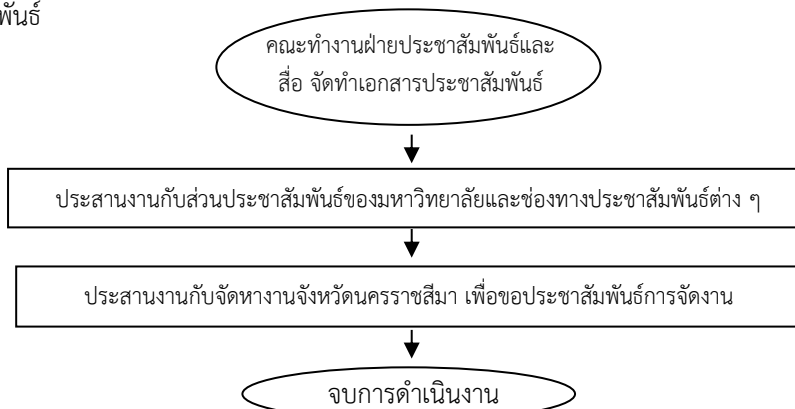 พันธ์
คณะทำงานฝ่ายประชาสัมพันธ์และ
สื่อ จัดทำเอกสารประชาสัมพันธ์
ประสานงานกับส่วนประชาสัมพันธ์ของมหาวิทยาลัยและช่องทางประชาสัมพันธ์ต่าง ๆ
ประสานงานกับจัดหางานจังหวัดนครราชสีมา เพื่อขอประชาสัมพันธ์การจัดงาน
จบการดำเนินงาน